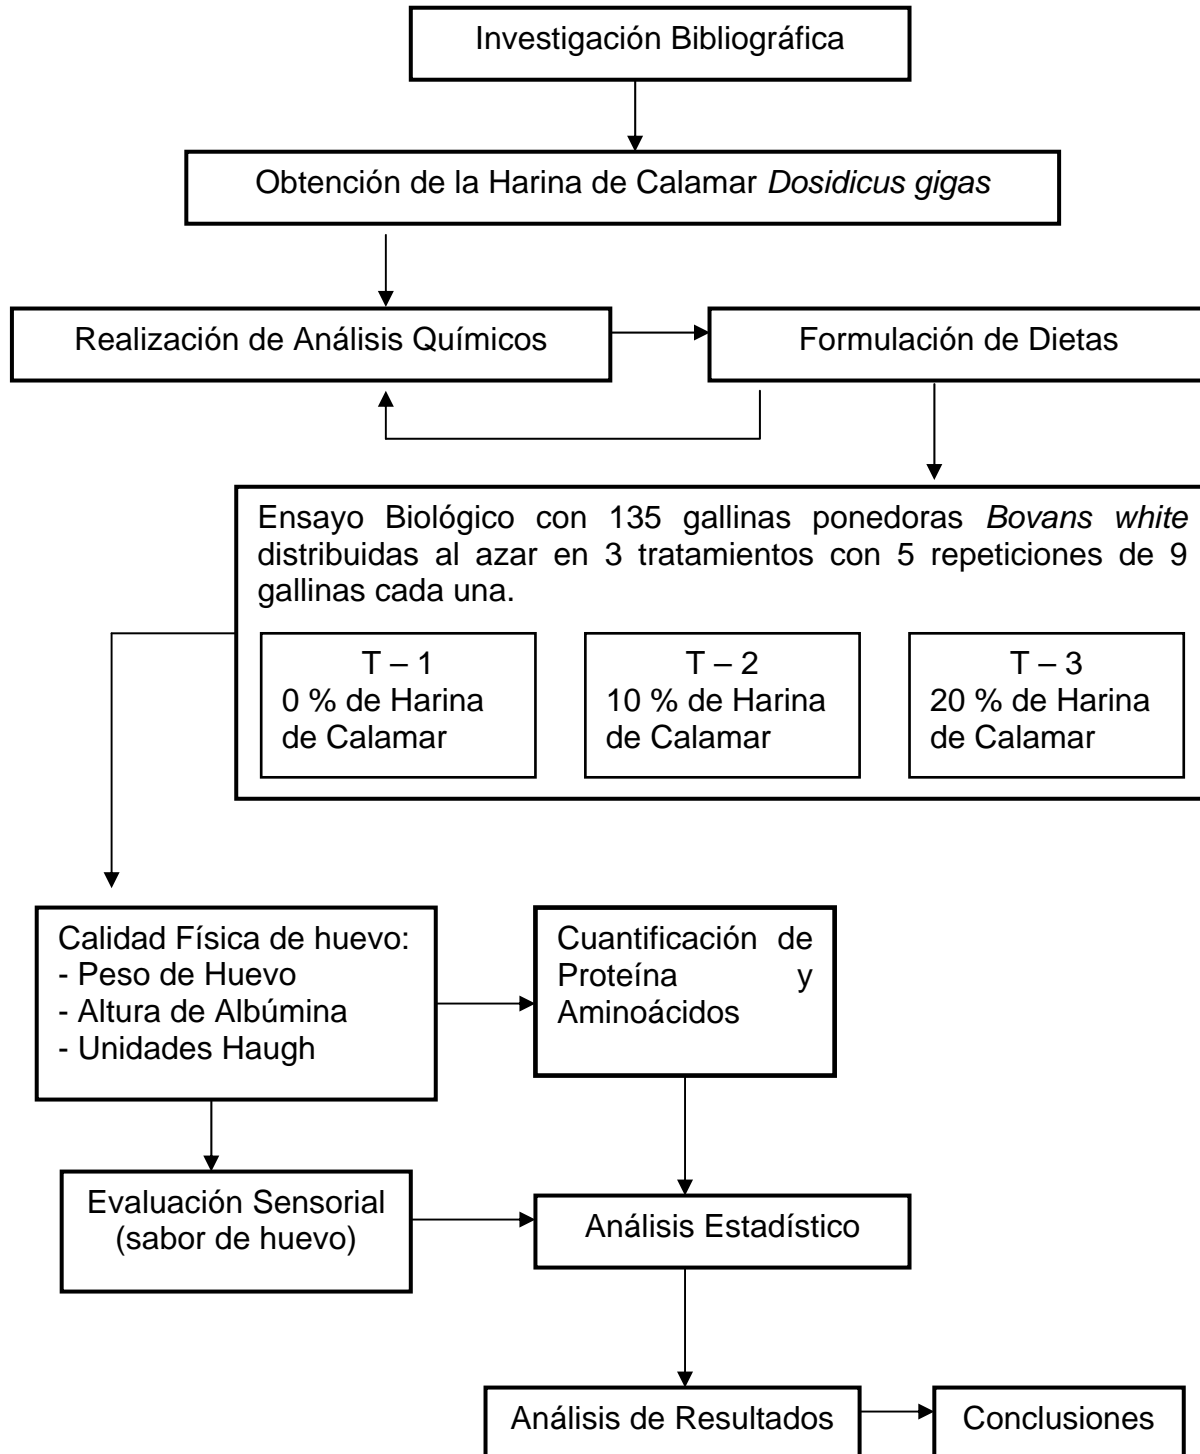 Investigación Bibliográfica
Obtención de la Harina de Calamar Dosidicus gigas
Realización de Análisis Químicos
Formulación de Dietas
Ensayo Biológico con 135 gallinas ponedoras Bovans white
distribuidas al azar en 3 tratamientos con 5 repeticiones de 9
gallinas cada una.
T – 1
0 % de Harina
de Calamar
T – 2
10 % de Harina
de Calamar
T – 3
20 % de Harina
de Calamar
Calidad Física de huevo:
- Peso de Huevo
- Altura de Albúmina
- Unidades Haugh
Cuantificación de
Proteína y
Aminoácidos
Evaluación Sensorial
(sabor de huevo)
Análisis Estadístico
Análisis de Resultados
Conclusiones